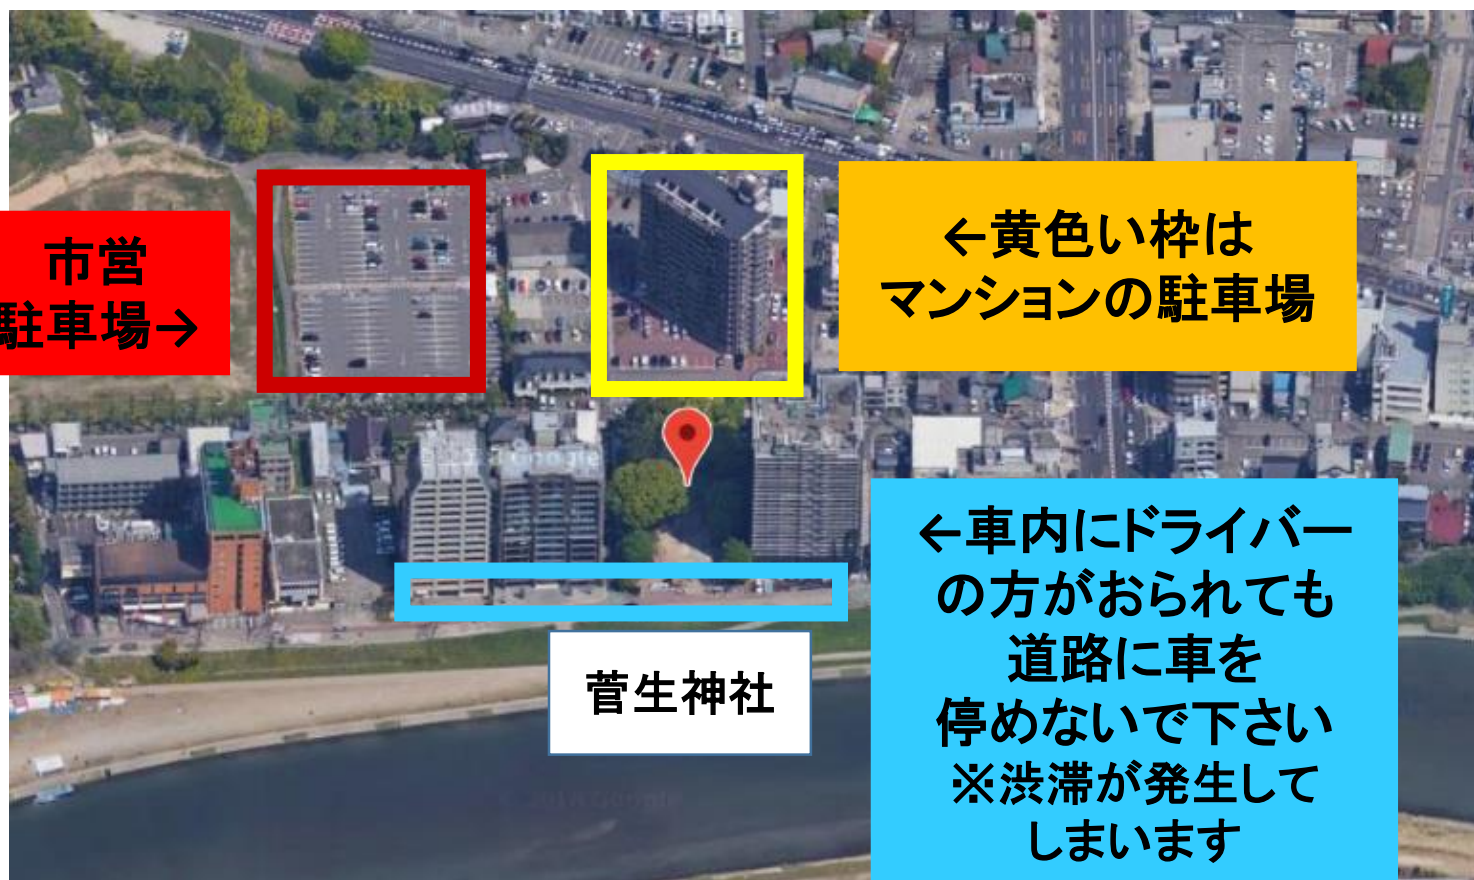 市営
駐車場→
←黄色い枠は
マンションの駐車場
←車内にドライバー
の方がおられても
道路に車を
停めないで下さい
※渋滞が発生して
しまいます
菅生神社